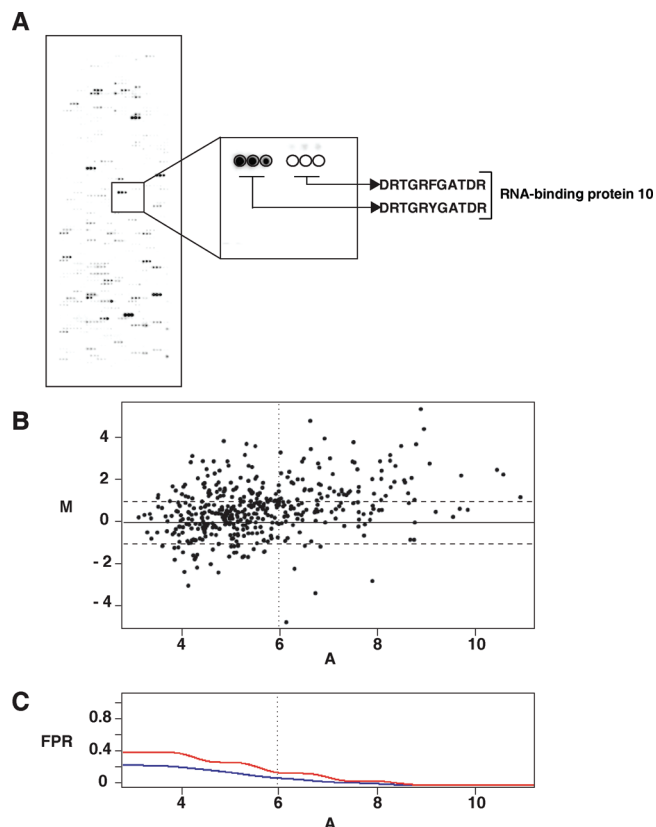 A
DRTGRFGATDR
DRTGRYGATDR
RNA-binding protein 10
B
4
2
M
0
- 2
- 4
4 6 8 10
A
C
0.8
FPR
0.4
0
4 6 8 10
A